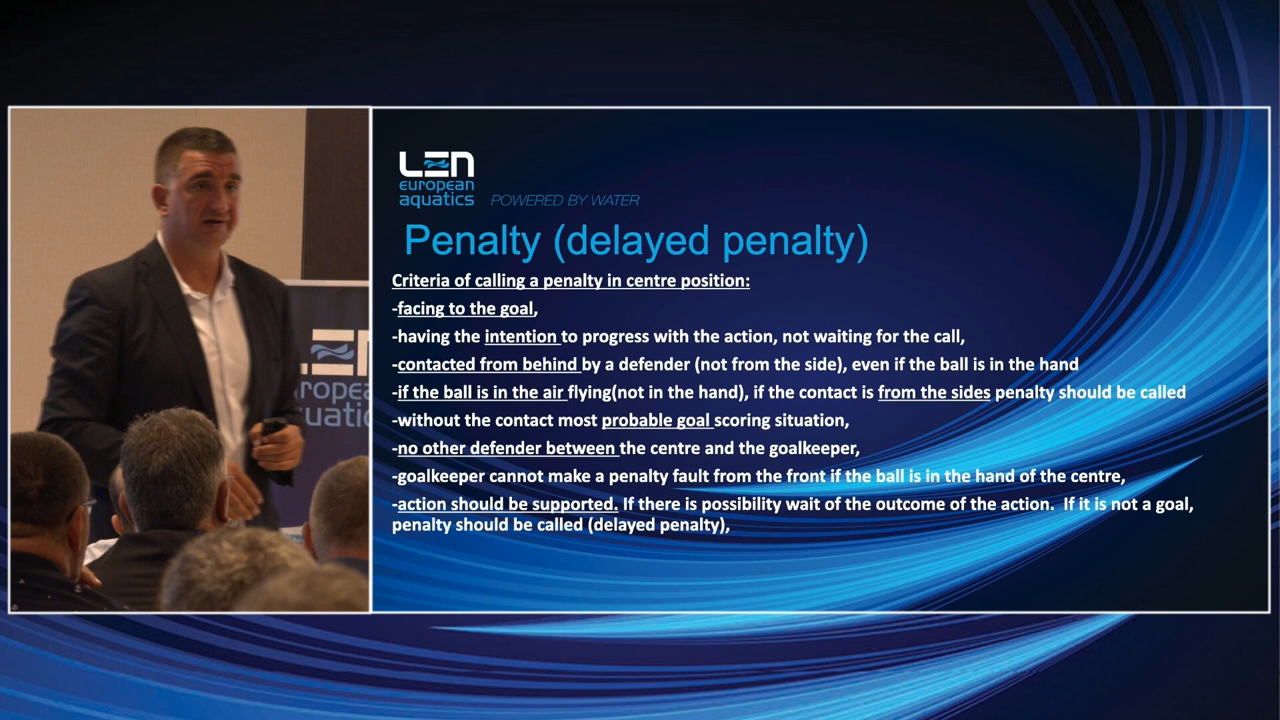 LEN
european
aquatics POWERED BY WATER
Penalty (delayed penalty)
Criteria of calling a penalty in centre position:
-facing to the goal,
-having the intention to progress with the action, not waiting for the call,
-contacted from behind by a defender (not from the side), even if the ball is in the hand
-if the ball is in the air flying(not in the hand), if the contact is from the sides penalty should be called
-without the contact most probable goal scoring situation,
-no other defender between the centre and the goalkeeper,
-goalkeeper cannot make a penalty fault from the front if the ball is in the hand of the centre,
-action should be supported. If there is possibility wait of the outcome of the action.  If it is not a goal,
penalty should be called (delayed penalty),